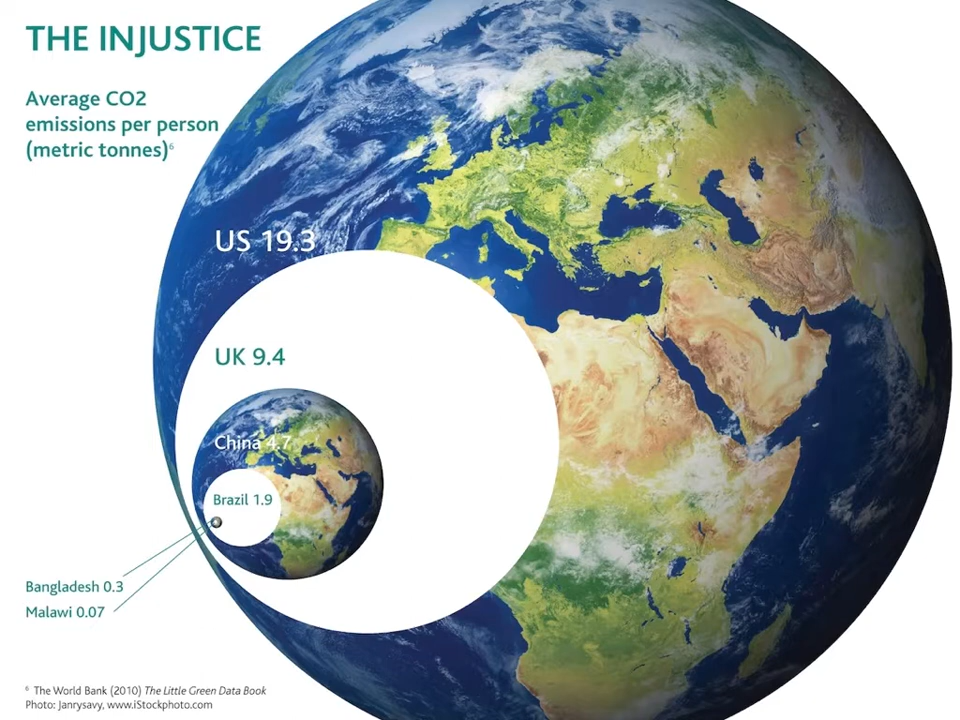 THE INJUSTICE
Average CO2
emissions per person
(metric tonnes)⁶
US 19.3
UK 9.4
China 4.7
Brazil 1.9
Bangladesh 0.3
Malawi 0.07
⁶ The World Bank (2010) The Little Green Data Book
Photo: Janrysavy, www.iStockphoto.com